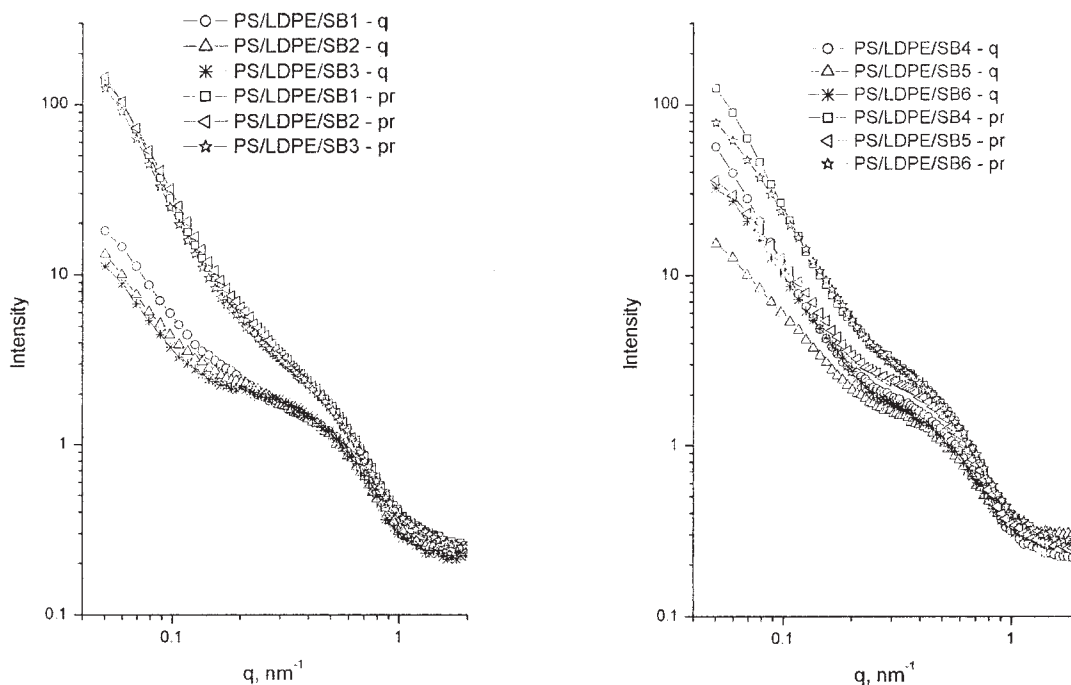 PS/LDPE/SB1 - q
PS/LDPE/SB2 - q
PS/LDPE/SB3 - q
PS/LDPE/SB1 - pr
PS/LDPE/SB2 - pr
PS/LDPE/SB3 - pr
100
10
1
0.1
Intensity
0.1
1
q, nm⁻¹
PS/LDPE/SB4 - q
PS/LDPE/SB5 - q
PS/LDPE/SB6 - q
PS/LDPE/SB4 - pr
PS/LDPE/SB5 - pr
PS/LDPE/SB6 - pr
100
10
1
0.1
Intensity
0.1
1
q, nm⁻¹